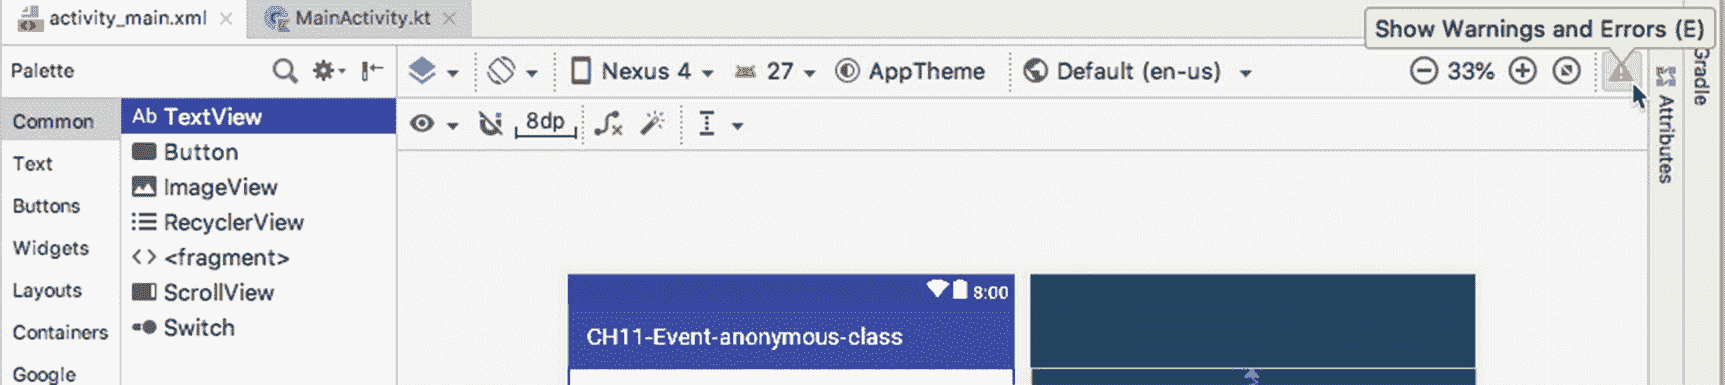 activity_main.xml
MainActivity.kt
Show Warnings and Errors (E)
Palette
Nexus 4
27
AppTheme
Default (en-us)
33%
Gradle
Attributes
8dp
Common
Text
Buttons
Widgets
Layouts
Containers
Google
Ab TextView
Button
ImageView
RecyclerView
<fragment>
ScrollView
Switch
8:00
CH11-Event-anonymous-class